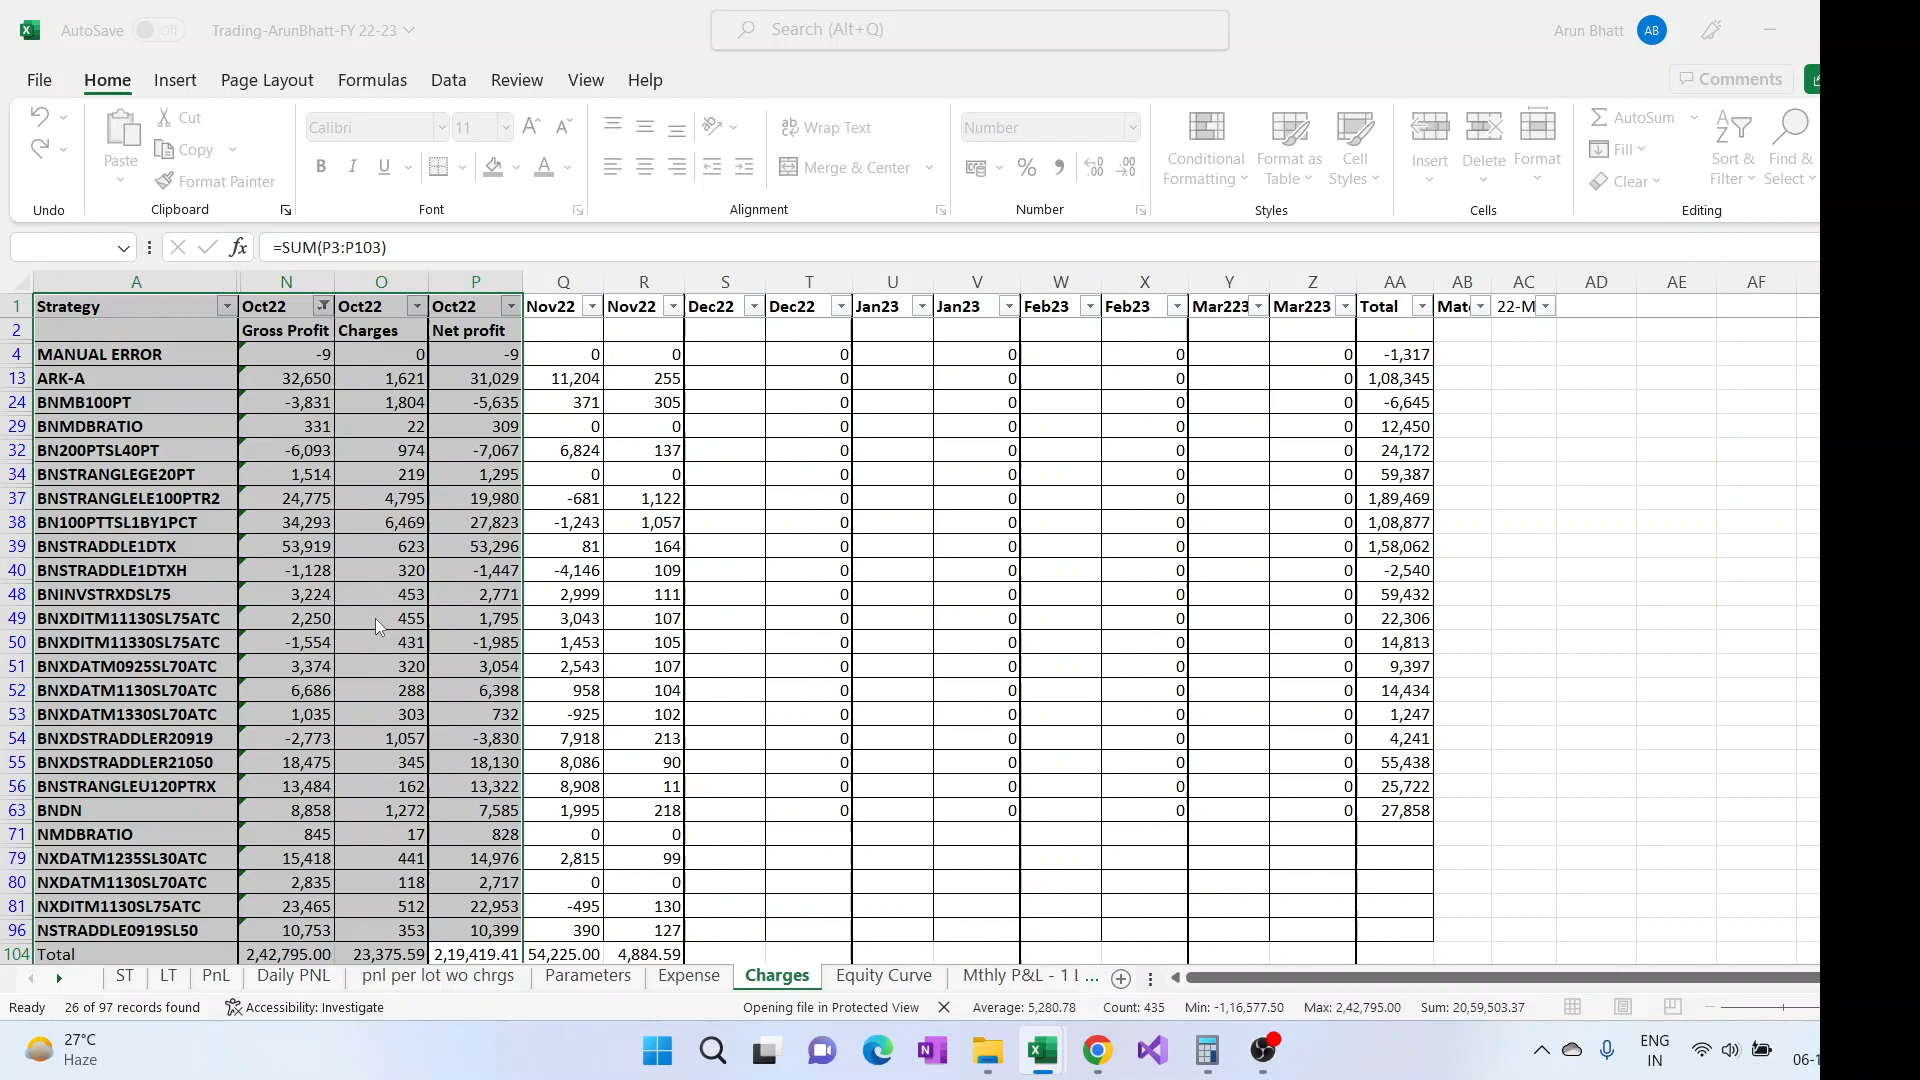 AutoSave Off Trading-ArunBhatt-FY 22-23 Search (Alt+Q) Arun Bhatt AB
File Home Insert Page Layout Formulas Data Review View Help Comments
Cut
Copy
Format Painter
Paste
Undo Clipboard
Calibri 11
B I U
Font
Wrap Text
Merge & Center
Alignment
Number
Number
Conditional Formatting
Format as Table
Cell Styles
Styles
Insert Delete Format
Cells
AutoSum
Fill
Clear
Sort & Filter
Find & Select
Editing
fx =SUM(P3:P103)
A N O P Q R S T U V W X Y Z AA AB AC AD AE AF
1 Strategy Oct22 Oct22 Oct22 Nov22 Nov22 Dec22 Dec22 Jan23 Jan23 Feb23 Feb23 Mar223 Mar223 Total Mat 22-M
2 Gross Profit Charges Net profit
4 MANUAL ERROR -9 0 -9 0 0 0 0 0 0 -1,317
13 ARK-A 32,650 1,621 31,029 11,204 255 0 0 0 0 1,08,345
24 BNMB100PT -3,831 1,804 -5,635 371 305 0 0 0 0 -6,645
29 BNMDBRATIO 331 22 309 0 0 0 0 0 0 12,450
32 BN200PTSL40PT -6,093 974 -7,067 6,824 137 0 0 0 0 24,172
34 BNSTRANGLEGE20PT 1,514 219 1,295 0 0 0 0 0 0 59,387
37 BNSTRANGLELE100PTR2 24,775 4,795 19,980 -681 1,122 0 0 0 0 1,89,469
38 BN100PTTSL1BY1PCT 34,293 6,469 27,823 -1,243 1,057 0 0 0 0 1,08,877
39 BNSTRADDLE1DTX 53,919 623 53,296 81 164 0 0 0 0 1,58,062
40 BNSTRADDLE1DTXH -1,128 320 -1,447 -4,146 109 0 0 0 0 -2,540
48 BNINVSTRXDSL75 3,224 453 2,771 2,999 111 0 0 0 0 59,432
49 BNXDITM11130SL75ATC 2,250 455 1,795 3,043 107 0 0 0 0 22,306
50 BNXDITM11330SL75ATC -1,554 431 -1,985 1,453 105 0 0 0 0 14,813
51 BNXDATM0925SL70ATC 3,374 320 3,054 2,543 107 0 0 0 0 9,397
52 BNXDATM1130SL70ATC 6,686 288 6,398 958 104 0 0 0 0 14,434
53 BNXDATM1330SL70ATC 1,035 303 732 -925 102 0 0 0 0 1,247
54 BNXDSTRADDLER20919 -2,773 1,057 -3,830 7,918 213 0 0 0 0 4,241
55 BNXDSTRADDLER21050 18,475 345 18,130 8,086 90 0 0 0 0 55,438
56 BNSTRANGLEU120PTRX 13,484 162 13,322 8,908 11 0 0 0 0 25,722
63 BNDN 8,858 1,272 7,585 1,995 218 0 0 0 0 27,858
71 NMDBRATIO 845 17 828 0 0
79 NXDATM1235SL30ATC 15,418 441 14,976 2,815 99
80 NXDATM1130SL70ATC 2,835 118 2,717 0 0
81 NXDITM1130SL75ATC 23,465 512 22,953 -495 130
96 NSTRADDLE0919SL50 10,753 353 10,399 390 127
104 Total 2,42,795.00 23,375.59 2,19,419.41 54,225.00 4,884.59
ST LT PnL Daily PNL pnl per lot wo chrgs Parameters Expense Charges Equity Curve Mthly P&L - 1 L ...
Ready 26 of 97 records found Accessibility: Investigate Opening file in Protected View Average: 5,280.78 Count: 435 Min: -1,16,577.50 Max: 2,42,795.00 Sum: 20,59,503.37
27°C
Haze
ENG
IN
06-1